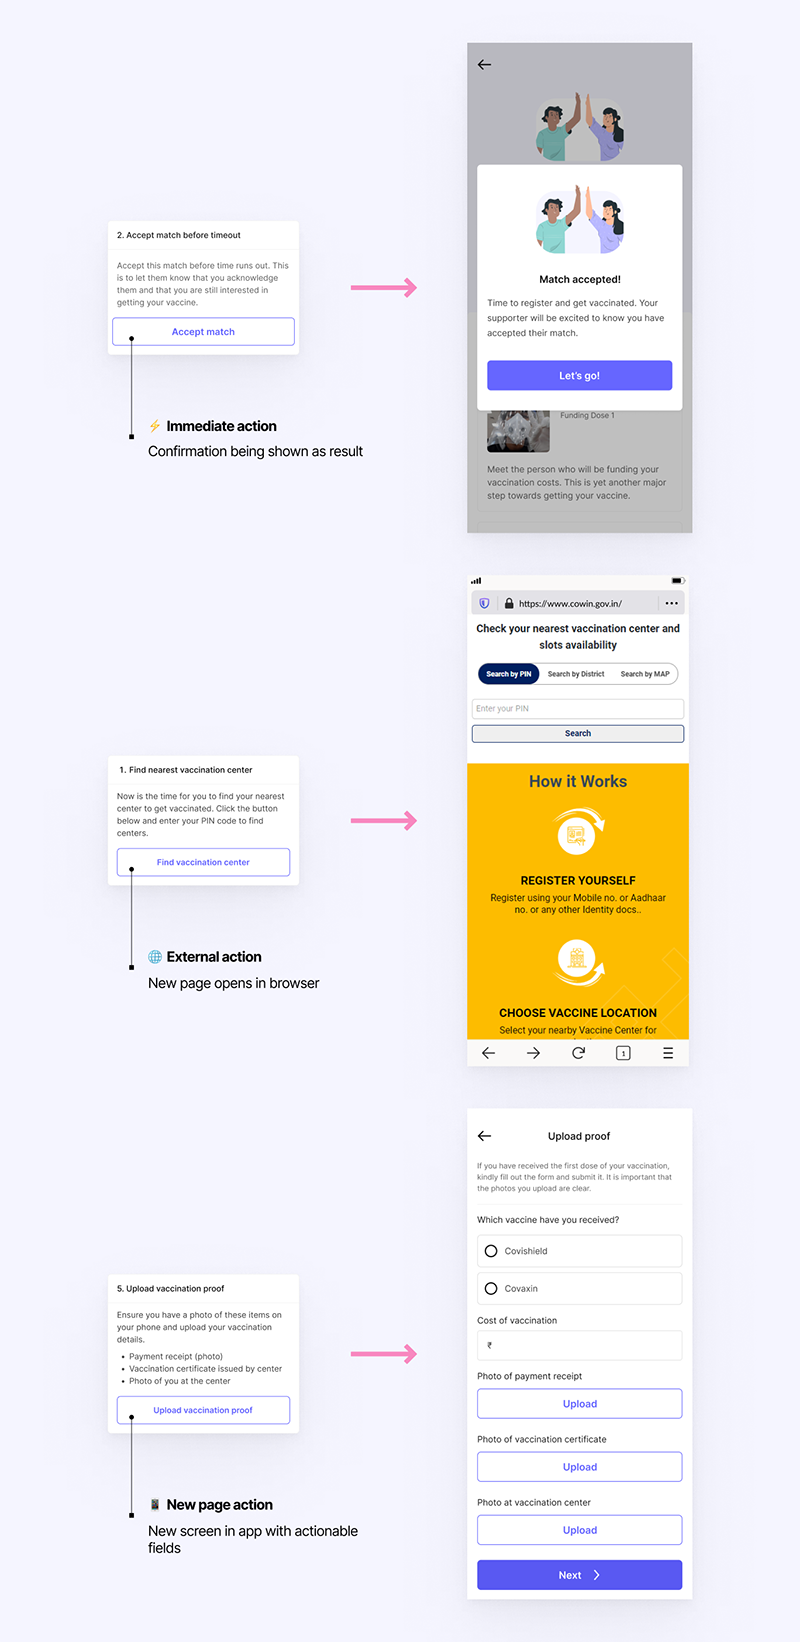 2. Accept match before timeout
Accept this match before time runs out. This
is to let them know that you acknowledge
them and that you are still interested in
getting your vaccine.
Accept match
⚡ Immediate action
Confirmation being shown as result
Match accepted!
Time to register and get vaccinated. Your
supporter will be excited to know you have
accepted their match.
Let's go!
Funding Dose 1
Meet the person who will be funding your
vaccination costs. This is yet another major
step towards getting your vaccine.
1. Find nearest vaccination center
Now is the time for you to find your nearest
center to get vaccinated. Click the button
below and enter your PIN code to find
centers.
Find vaccination center
🌐 External action
New page opens in browser
https://www.cowin.gov.in/
Check your nearest vaccination center and
slots availability
Search by PIN Search by District Search by MAP
Enter your PIN
Search
How it Works
REGISTER YOURSELF
Register using your Mobile no. or Aadhaar
no. or any other Identity docs..
CHOOSE VACCINE LOCATION
Select your nearby Vaccine Center for
1
5. Upload vaccination proof
Ensure you have a photo of these items on
your phone and upload your vaccination
details.
• Payment receipt (photo)
• Vaccination certificate issued by center
• Photo of you at the center
Upload vaccination proof
📱 New page action
New screen in app with actionable
fields
Upload proof
If you have received the first dose of your vaccination,
kindly fill out the form and submit it. It is important that
the photos you upload are clear.
Which vaccine have you received?
Covishield
Covaxin
Cost of vaccination
₹
Photo of payment receipt
Upload
Photo of vaccination certificate
Upload
Photo at vaccination center
Upload
Next